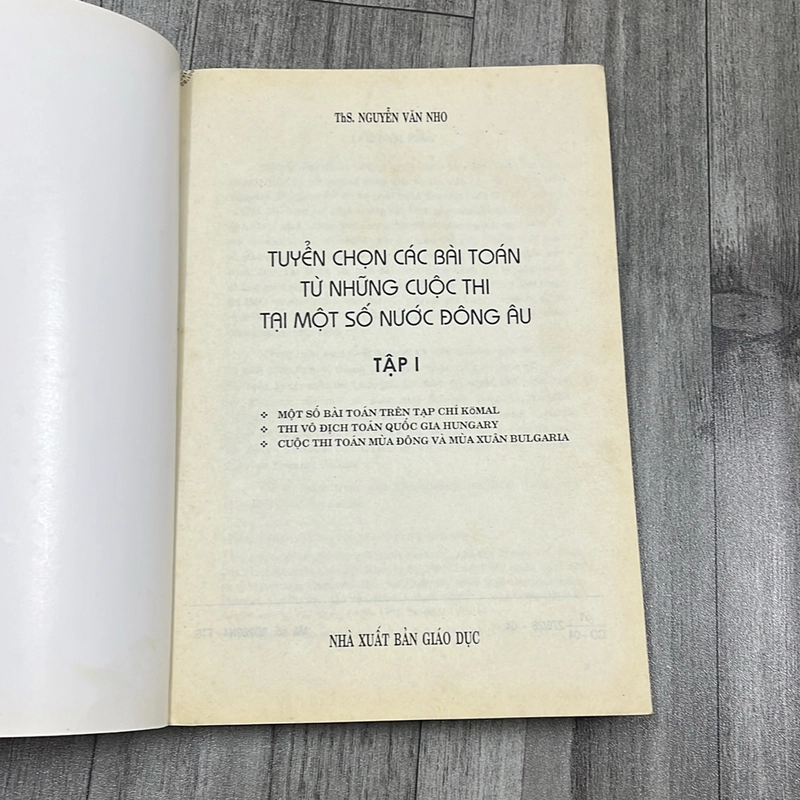 ThS. NGUYỄN VĂN NHO
TUYỂN CHỌN CÁC BÀI TOÁN
TỪ NHỮNG CUỘC THI
TẠI MỘT SỐ NƯỚC ĐÔNG ÂU
TẬP I
❖ MỘT SỐ BÀI TOÁN TRÊN TẠP CHÍ KöMAL
❖ THI VÔ ĐỊCH TOÁN QUỐC GIA HUNGARY
❖ CUỘC THI TOÁN MÙA ĐÔNG VÀ MÙA XUÂN BULGARIA
NHÀ XUẤT BẢN GIÁO DỤC